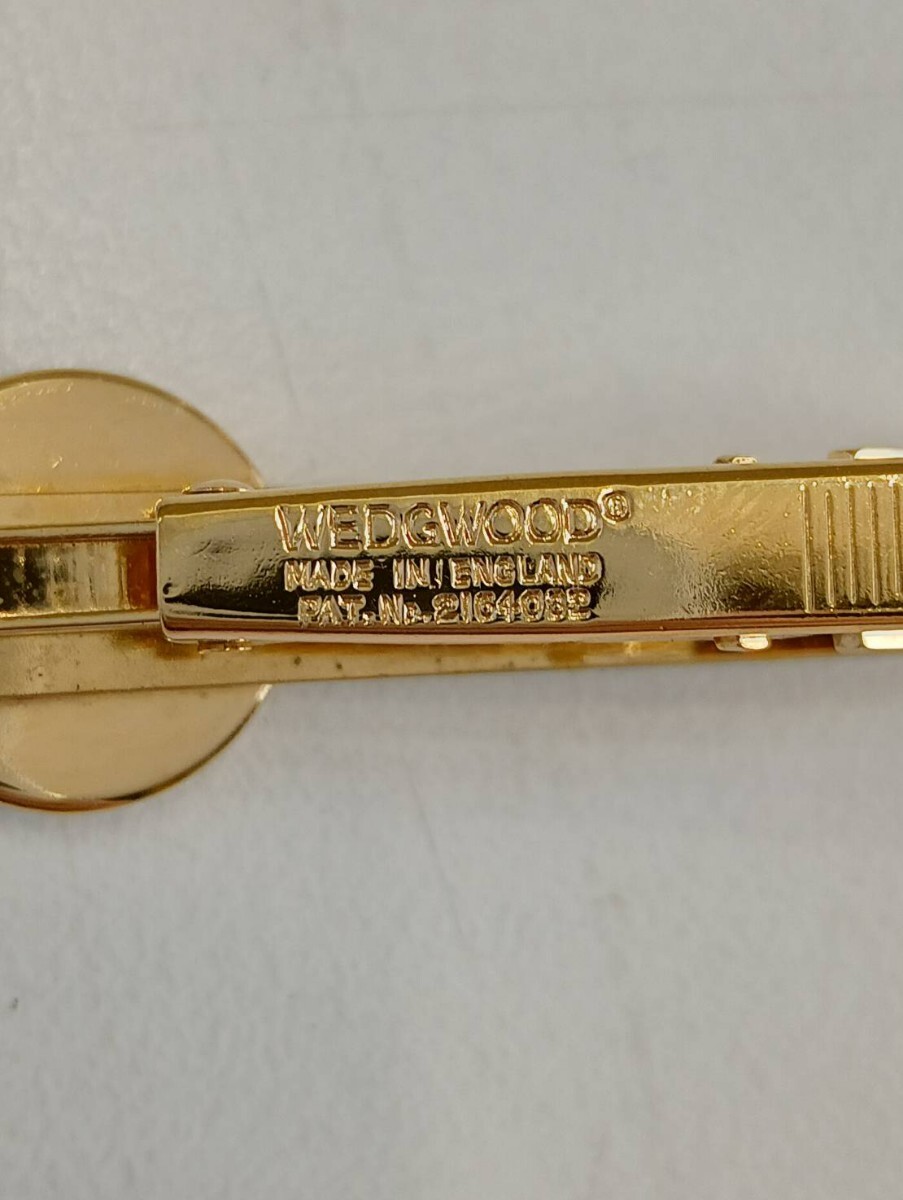 WEDGWOOD®
MADE IN ENGLAND
PAT. No. 2164082